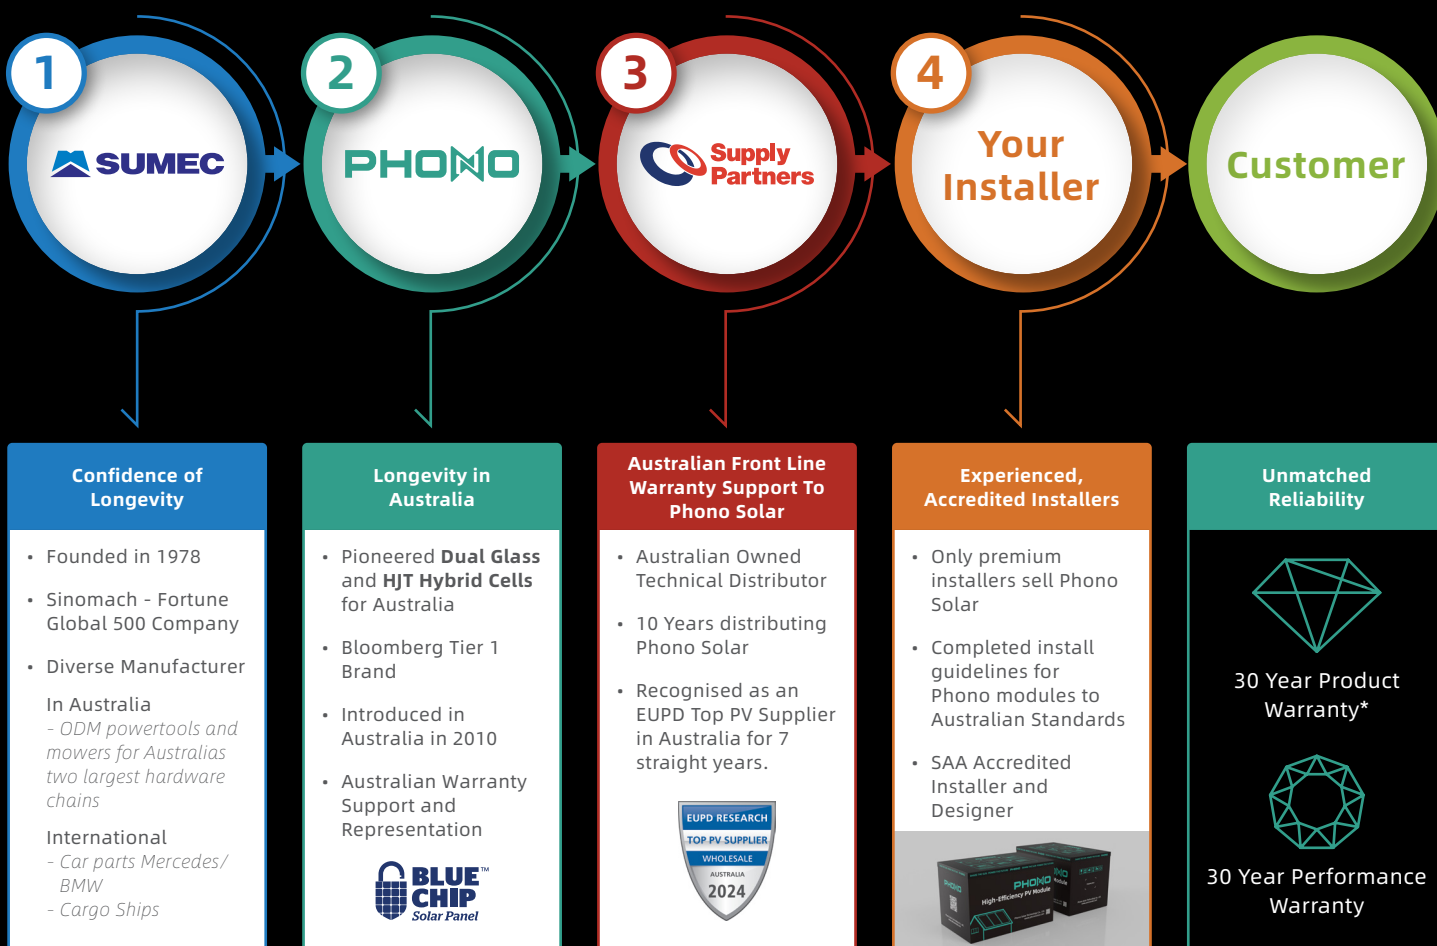 1
SUMEC
2
PHONO
3
Supply
Partners
4
Your
Installer
Customer
Confidence of
Longevity
• Founded in 1978
• Sinomach - Fortune
Global 500 Company
• Diverse Manufacturer
In Australia
- ODM powertools and
mowers for Australias
two largest hardware
chains
International
- Car parts Mercedes/
BMW
- Cargo Ships
Longevity in
Australia
• Pioneered Dual Glass
and HJT Hybrid Cells
for Australia
• Bloomberg Tier 1
Brand
• Introduced in
Australia in 2010
• Australian Warranty
Support and
Representation
BLUE™
CHIP
Solar Panel
Australian Front Line
Warranty Support To
Phono Solar
• Australian Owned
Technical Distributor
• 10 Years distributing
Phono Solar
• Recognised as an
EUPD Top PV Supplier
in Australia for 7
straight years.
EUPD RESEARCH
TOP PV SUPPLIER
WHOLESALE
AUSTRALIA
2024
Experienced,
Accredited Installers
• Only premium
installers sell Phono
Solar
• Completed install
guidelines for
Phono modules to
Australian Standards
• SAA Accredited
Installer and
Designer
PHONO
PHONO
High-Efficiency PV Module
Unmatched
Reliability
30 Year Product
Warranty*
30 Year Performance
Warranty